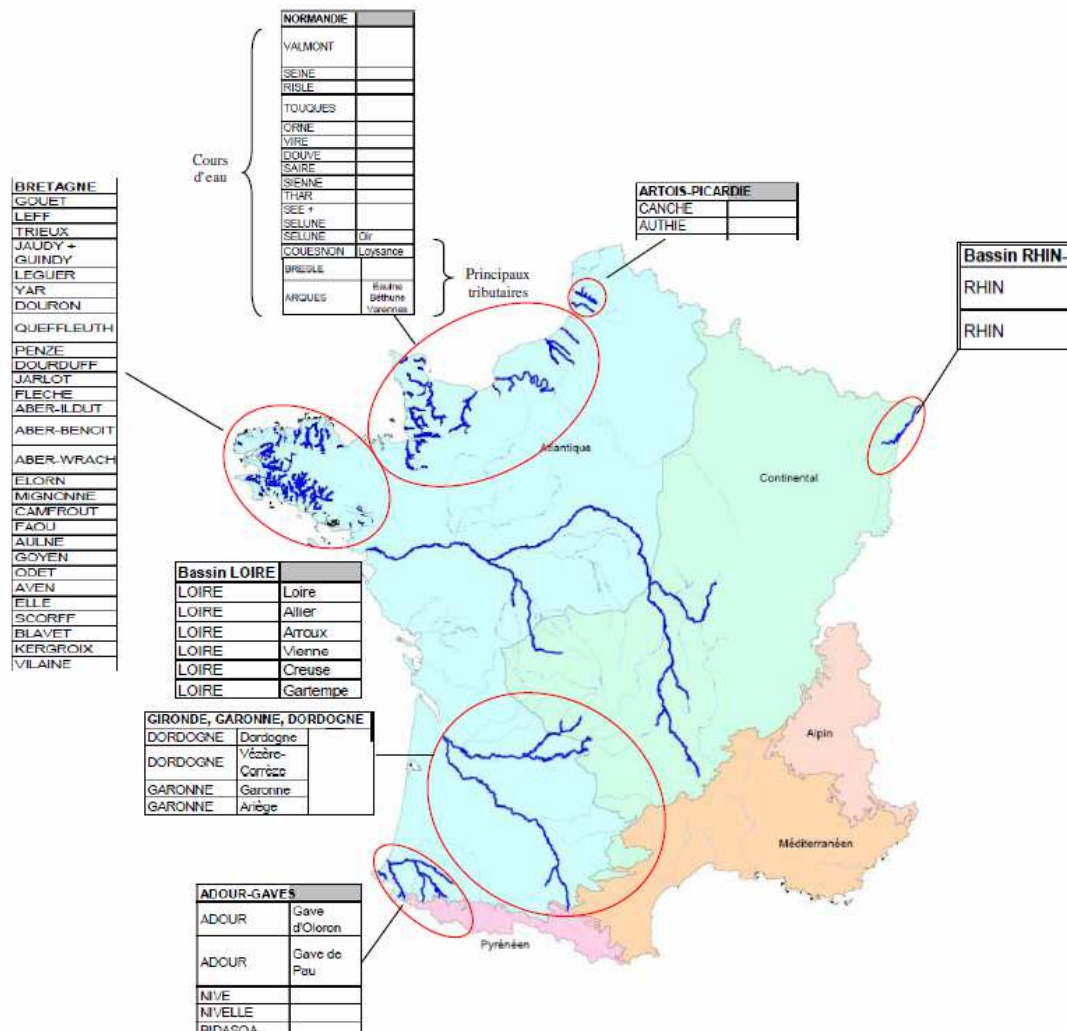 NORMANDIE
VALMONT
SEINE
RISLE
TOUQUES
ORNE
VIRE
DOUVE
SAIRE
SIENNE
THAR
SEE +
SELUNE
SELUNE Oir
COUESNON Loysance
BRESLE
ARQUES
Eaulne
Béthune
Varennes
Cours
d'eau
Principaux
tributaires
BRETAGNE
GOUET
LEFF
TRIEUX
JAUDY +
GUINDY
LEGUER
YAR
DOURON
QUEFFLEUTH
PENZE
DOURDUFF
JARLOT
FLECHE
ABER-ILDUT
ABER-BENOIT
ABER-WRACH
ELORN
MIGNONNE
CAMFROUT
FAOU
AULNE
GOYEN
ODET
AVEN
ELLE
SCORFF
BLAVET
KERGROIX
VILAINE
ARTOIS-PICARDIE
CANCHE
AUTHIE
Bassin RHIN-
RHIN
RHIN
Atlantique
Continental
Alpin
Méditerranéen
Pyrénéen
Bassin LOIRE
LOIRE Loire
LOIRE Allier
LOIRE Arroux
LOIRE Vienne
LOIRE Creuse
LOIRE Gartempe
GIRONDE, GARONNE, DORDOGNE
DORDOGNE Dordogne
DORDOGNE Vézère-
Corrèze
GARONNE Garonne
GARONNE Ariège
ADOUR-GAVES
ADOUR Gave
d'Oloron
ADOUR Gave de
Pau
NIVE
NIVELLE
BIDASOA